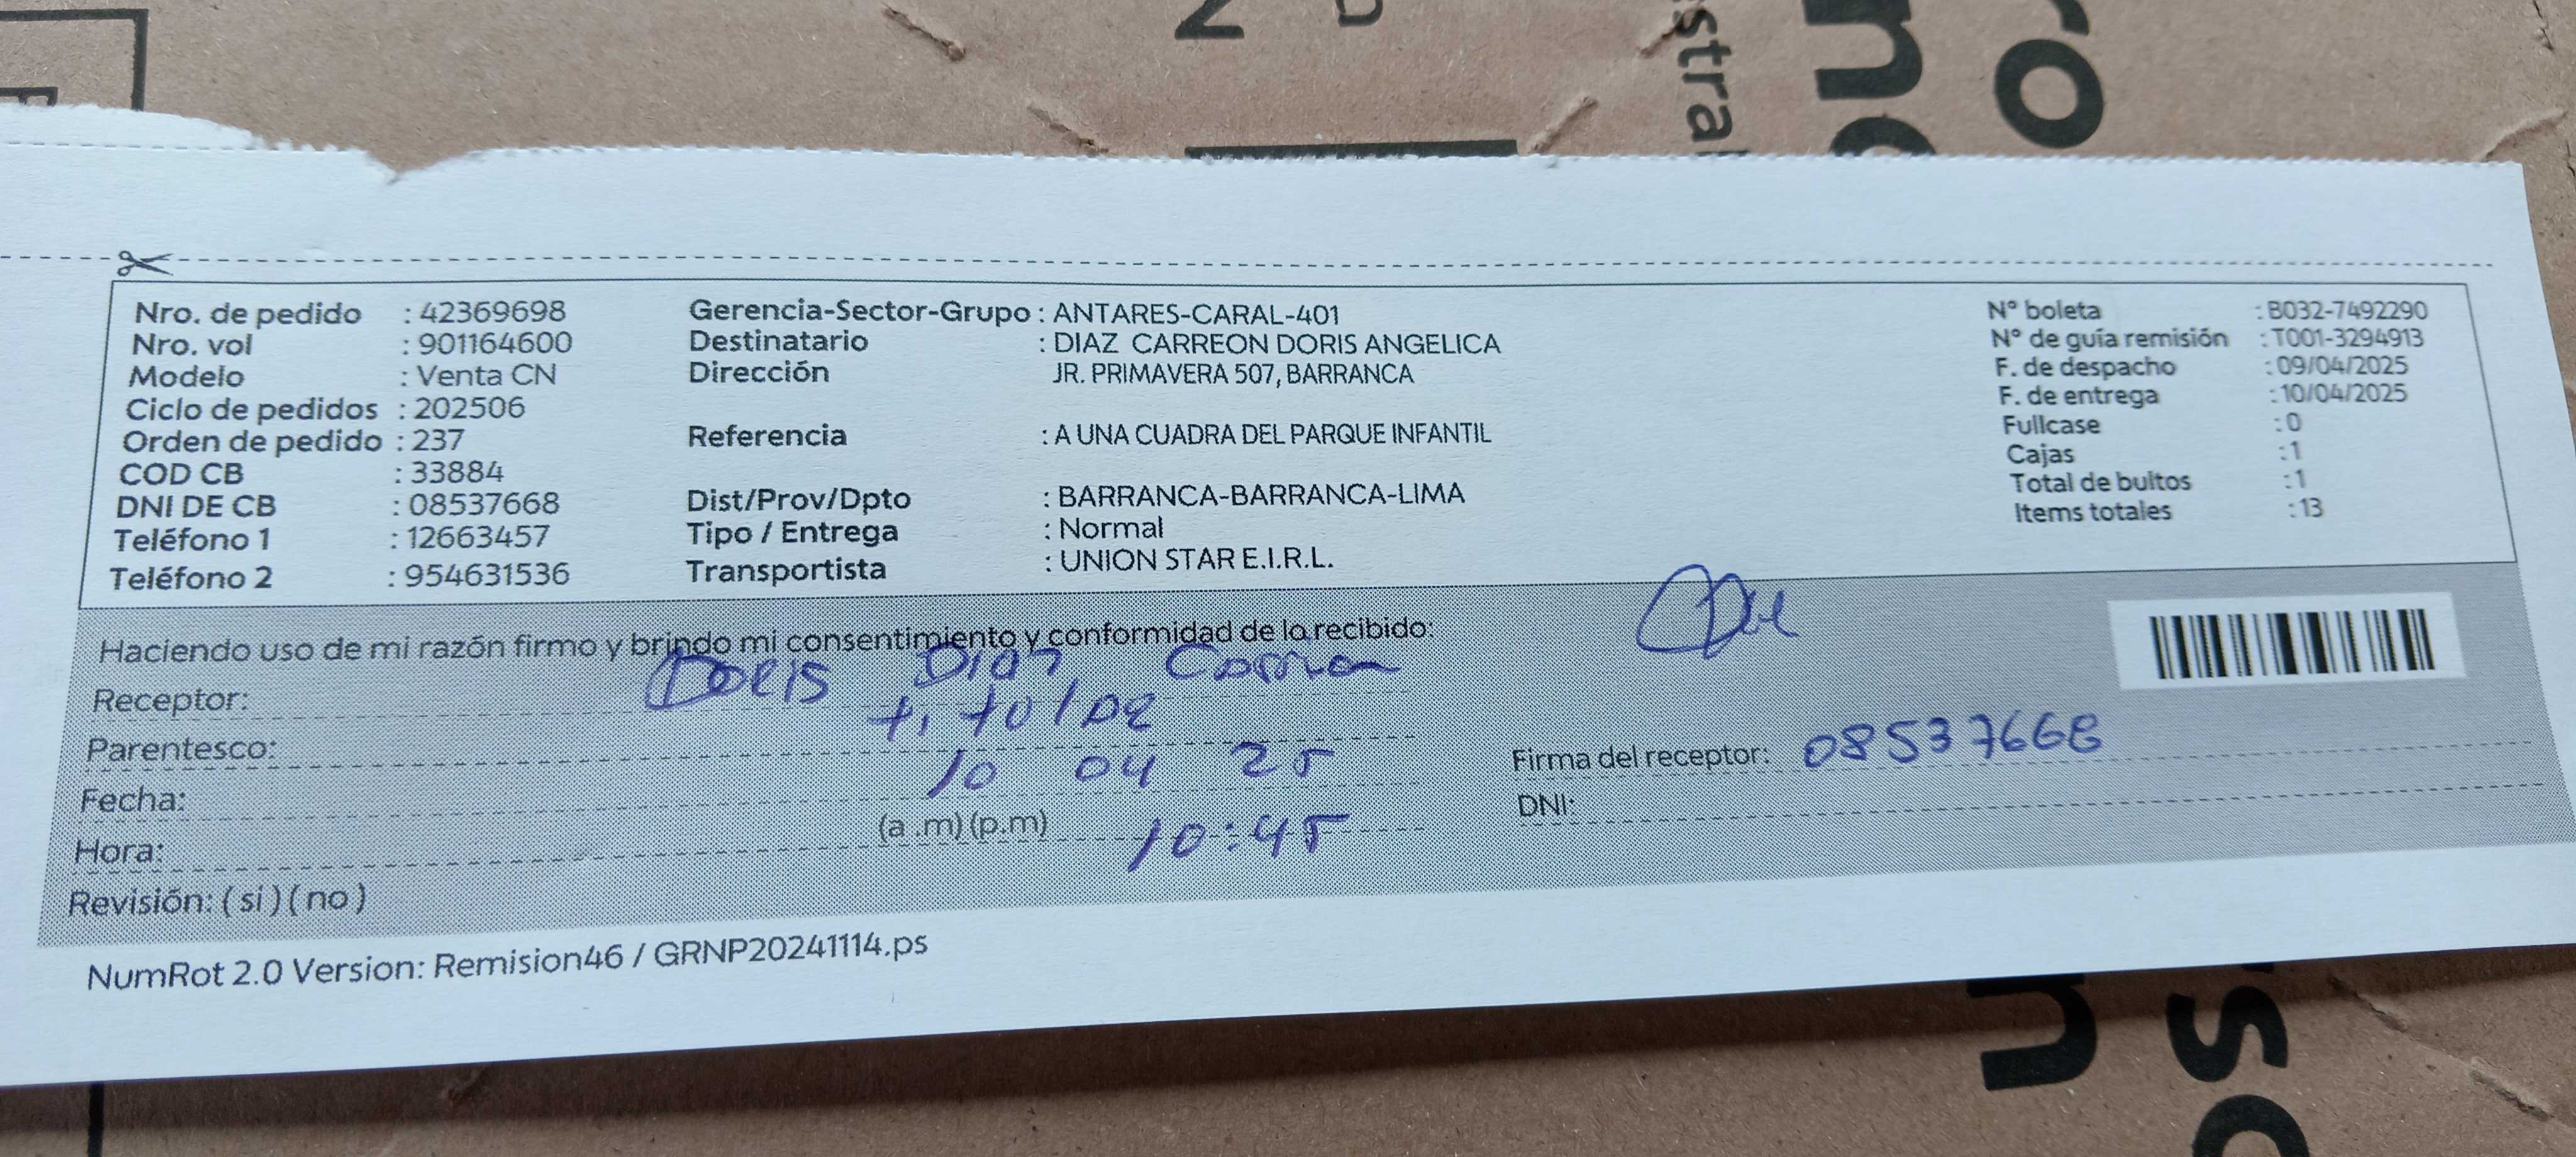 Nro. de pedido : 42369698
Nro. vol : 901164600
Modelo : Venta CN
Ciclo de pedidos : 202506
Orden de pedido : 237
COD CB : 33884
DNI DE CB : 08537668
Teléfono 1 : 12663457
Teléfono 2 : 954631536
Gerencia-Sector-Grupo : ANTARES-CARAL-401
Destinatario : DIAZ CARREON DORIS ANGELICA
Dirección JR. PRIMAVERA 507, BARRANCA
Referencia : A UNA CUADRA DEL PARQUE INFANTIL
Dist/Prov/Dpto : BARRANCA-BARRANCA-LIMA
Tipo / Entrega : Normal
Transportista : UNION STAR E.I.R.L.
N° boleta : B032-7492290
N° de guía remisión : T001-3294913
F. de despacho : 09/04/2025
F. de entrega : 10/04/2025
Fullcase : 0
Cajas : 1
Total de bultos : 1
Items totales : 13
Haciendo uso de mi razón firmo y brindo mi consentimiento y conformidad de lo recibido:
Receptor: Doris Diaz
Parentesco:
Fecha: 10 04 25
Hora: (a .m) (p.m) 10:45
Revisión: ( si ) ( no )
Firma del receptor: 08537668
DNI:
NumRot 2.0 Version: Remision46 / GRNP20241114.ps
stra
ro
n
so